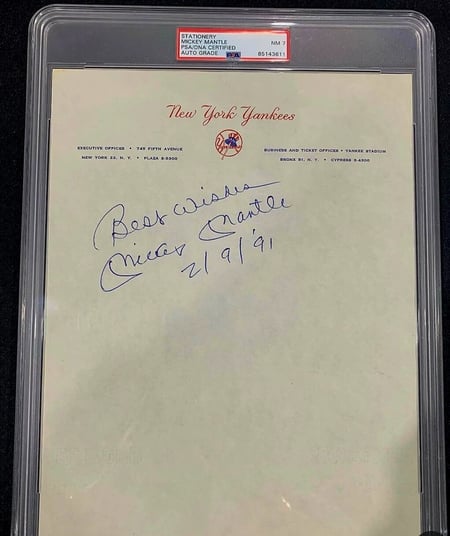 STATIONERY
MICKEY MANTLE
PSA/DNA CERTIFIED
AUTO GRADE
NM 7
PSA
85143611
New York Yankees
EXECUTIVE OFFICES • 745 FIFTH AVENUE
NEW YORK 22, N. Y. • PLAZA 5-5300
BUSINESS AND TICKET OFFICES • YANKEE STADIUM
BRONX 51, N. Y. • CYPRESS 3-4300
Best Wishes
Mickey Mantle
2/9/'91